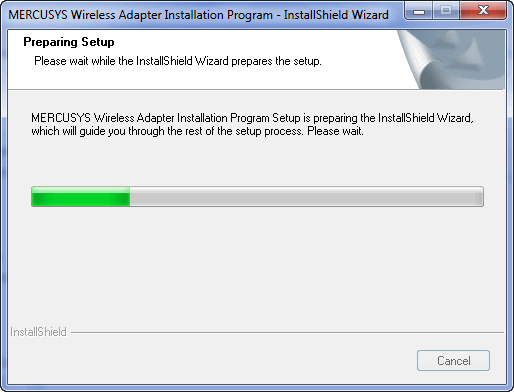 MERCUSYS Wireless Adapter Installation Program - InstallShield Wizard
Preparing Setup
Please wait while the InstallShield Wizard prepares the setup.
MERCUSYS Wireless Adapter Installation Program Setup is preparing the InstallShield Wizard,
which will guide you through the rest of the setup process. Please wait.
InstallShield
Cancel